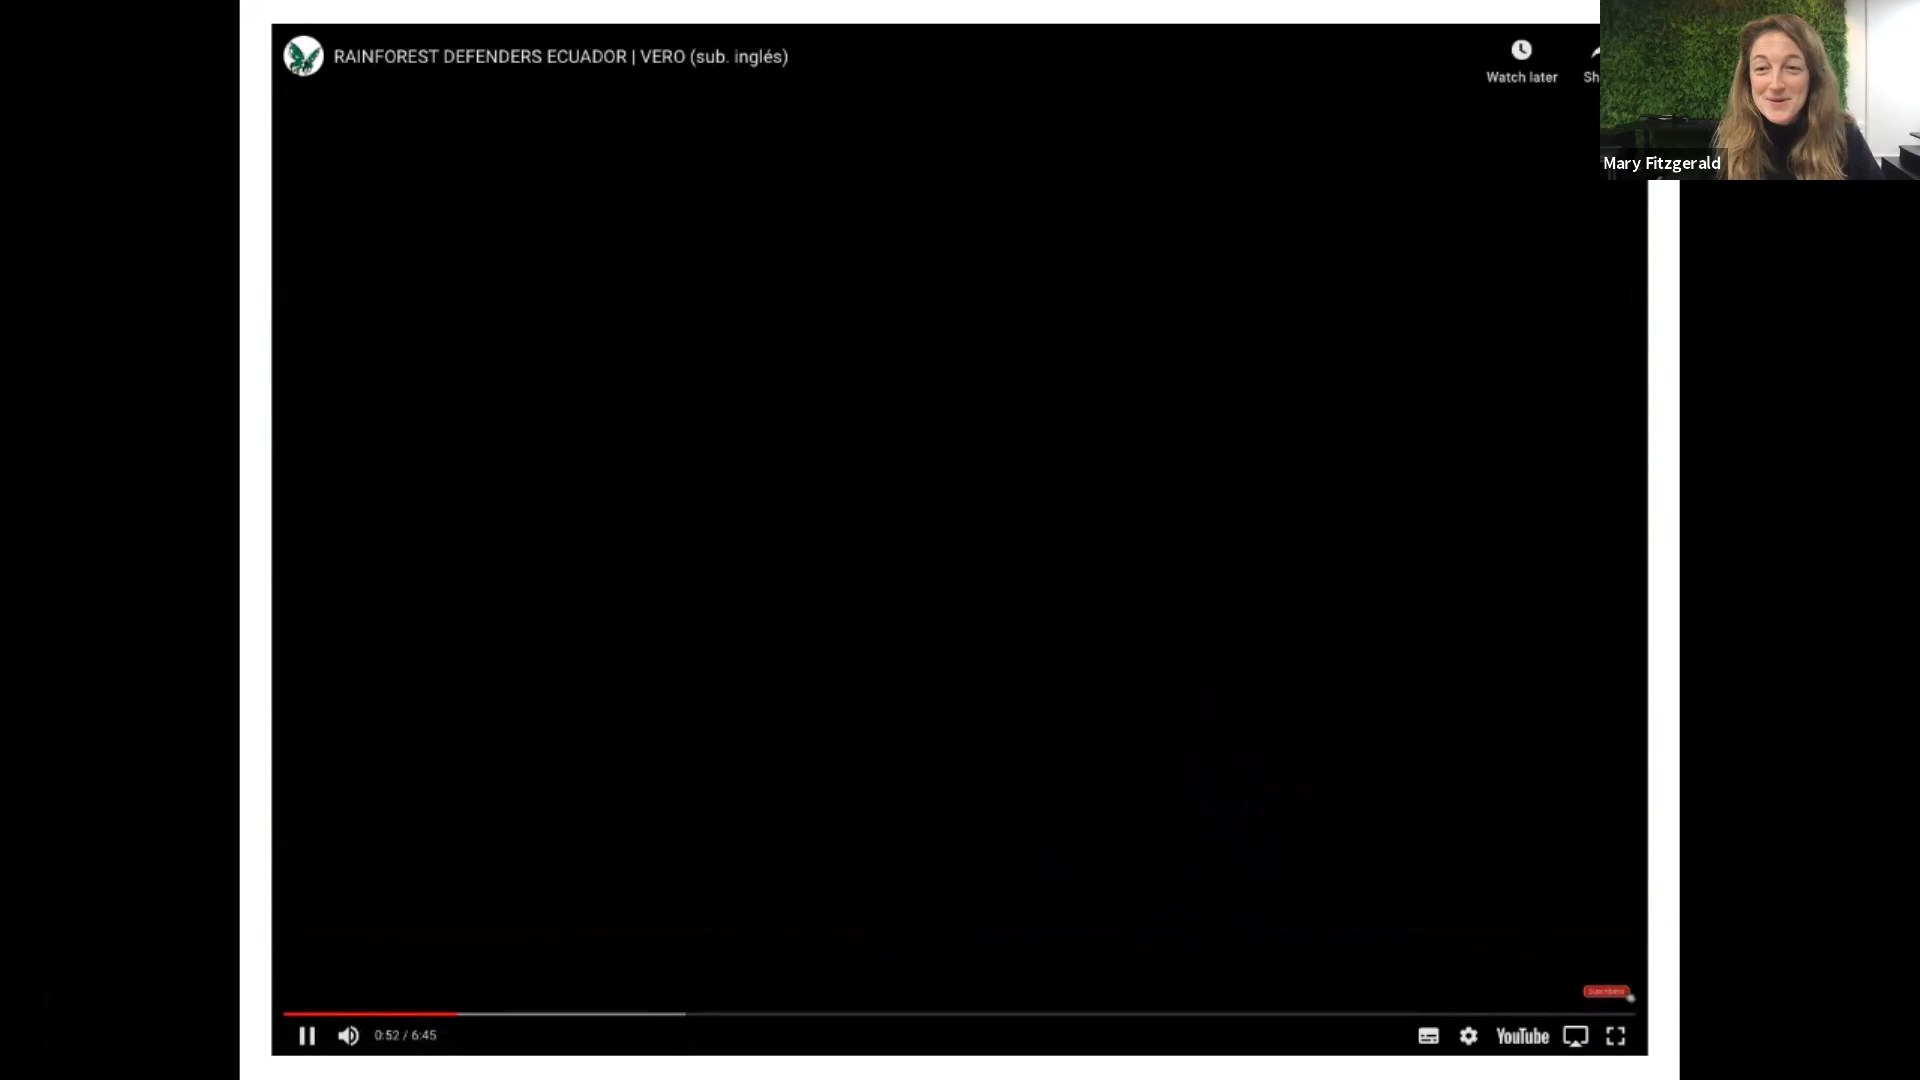 RAINFOREST DEFENDERS ECUADOR | VERO (sub. inglés)
Watch later
Sh
Mary Fitzgerald
0:52 / 6:45
YouTube